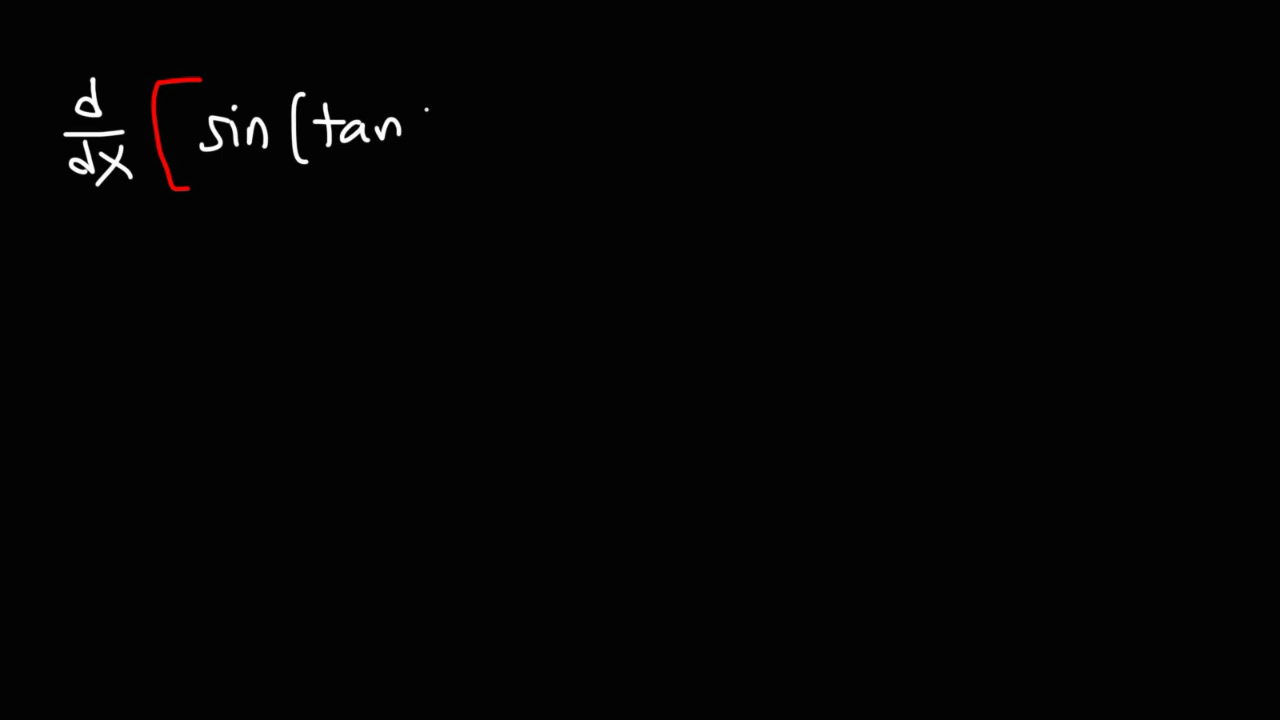 d/dx [ sin ( tan